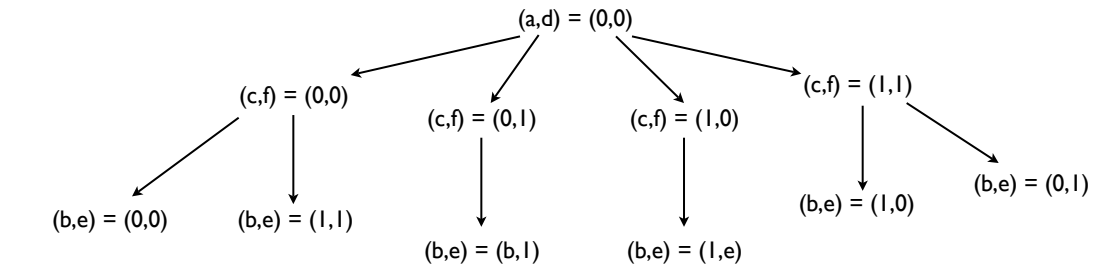 (a,d) = (0,0)
(c,f) = (0,0)
(c,f) = (0,1)
(c,f) = (1,0)
(c,f) = (1,1)
(b,e) = (0,0)
(b,e) = (1,1)
(b,e) = (b,1)
(b,e) = (1,e)
(b,e) = (1,0)
(b,e) = (0,1)